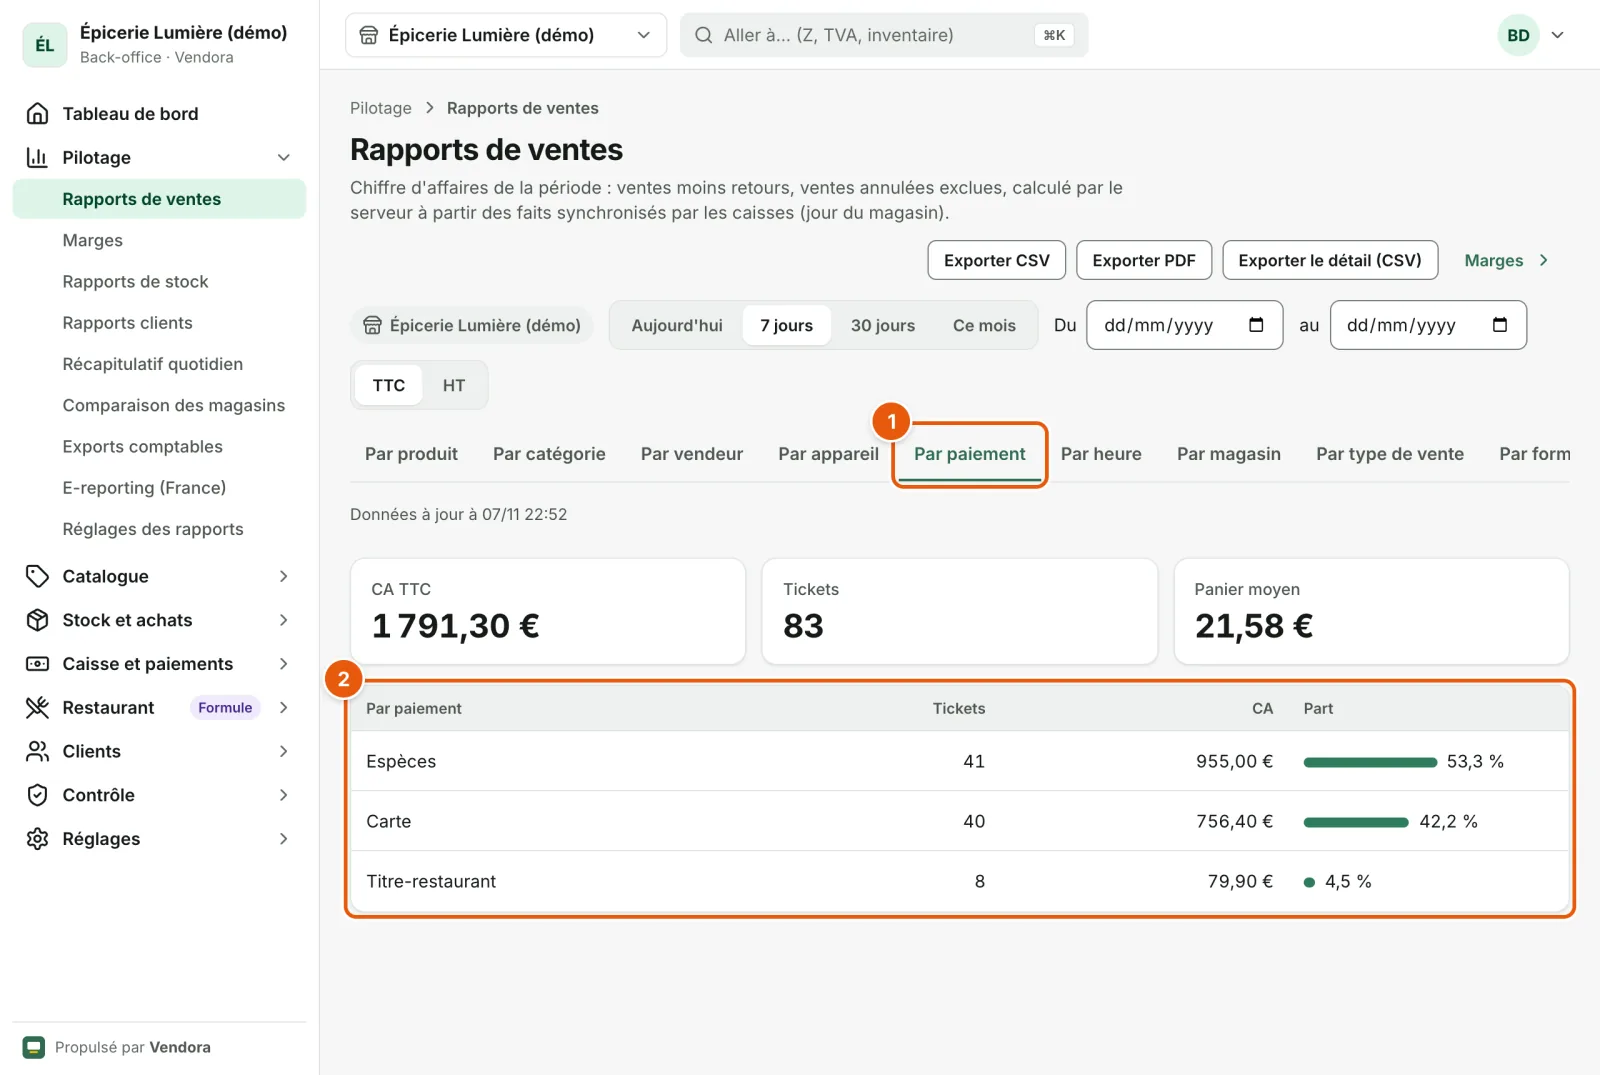 ÉL
Épicerie Lumière (démo)
Back-office · Vendora
Tableau de bord
Pilotage
Rapports de ventes
Marges
Rapports de stock
Rapports clients
Récapitulatif quotidien
Comparaison des magasins
Exports comptables
E-reporting (France)
Réglages des rapports
Catalogue
Stock et achats
Caisse et paiements
Restaurant Formule
Clients
Contrôle
Réglages
Propulsé par Vendora
Épicerie Lumière (démo)
Aller à... (Z, TVA, inventaire) ⌘K
BD
Pilotage > Rapports de ventes
Rapports de ventes
Chiffre d'affaires de la période : ventes moins retours, ventes annulées exclues, calculé par le
serveur à partir des faits synchronisés par les caisses (jour du magasin).
Exporter CSV Exporter PDF Exporter le détail (CSV) Marges
Épicerie Lumière (démo) Aujourd'hui 7 jours 30 jours Ce mois Du dd/mm/yyyy au dd/mm/yyyy
TTC HT
1
Par produit Par catégorie Par vendeur Par appareil Par paiement Par heure Par magasin Par type de vente Par form
Données à jour à 07/11 22:52
CA TTC
1 791,30 €
Tickets
83
Panier moyen
21,58 €
2
Par paiement Tickets CA Part
Espèces 41 955,00 € 53,3 %
Carte 40 756,40 € 42,2 %
Titre-restaurant 8 79,90 € 4,5 %